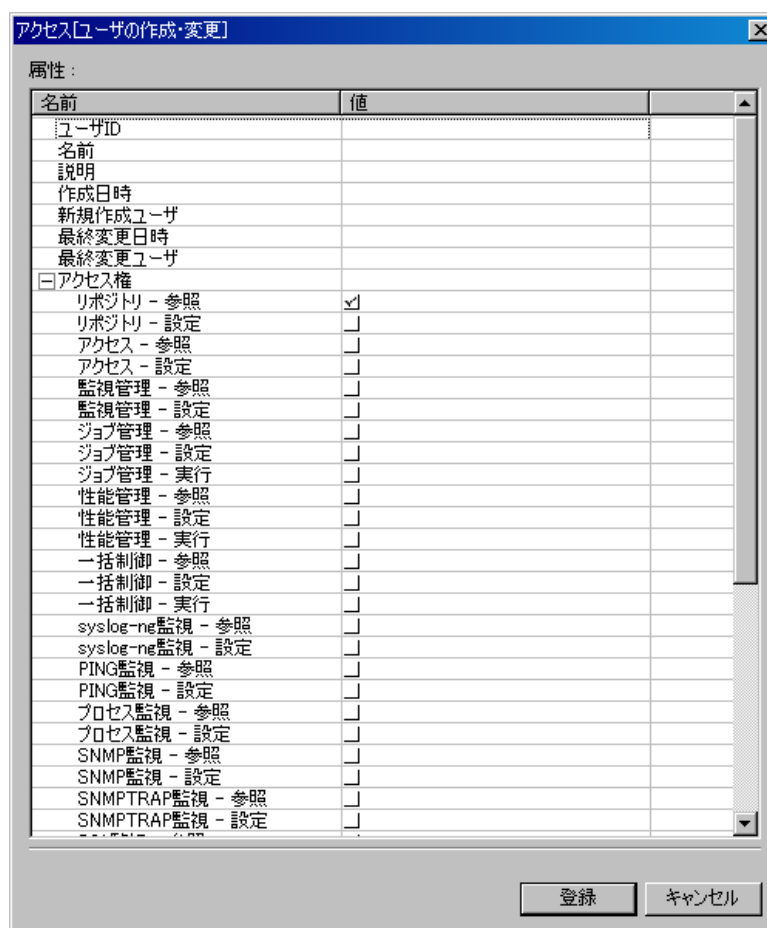 アクセス[ユーザの作成・変更]
属性：
名前 値
ユーザID
名前
説明
作成日時
新規作成ユーザ
最終変更日時
最終変更ユーザ
アクセス権
リポジトリ - 参照
リポジトリ - 設定
アクセス - 参照
アクセス - 設定
監視管理 - 参照
監視管理 - 設定
ジョブ管理 - 参照
ジョブ管理 - 設定
ジョブ管理 - 実行
性能管理 - 参照
性能管理 - 設定
性能管理 - 実行
一括制御 - 参照
一括制御 - 設定
一括制御 - 実行
syslog-ng監視 - 参照
syslog-ng監視 - 設定
PING監視 - 参照
PING監視 - 設定
プロセス監視 - 参照
プロセス監視 - 設定
SNMP監視 - 参照
SNMP監視 - 設定
SNMPTRAP監視 - 参照
SNMPTRAP監視 - 設定
登録 キャンセル